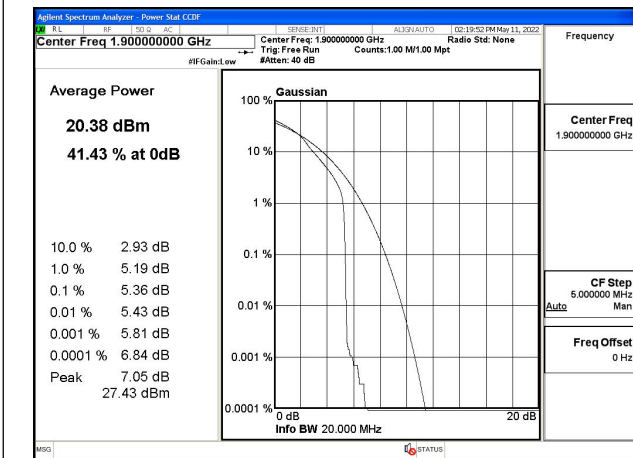 Agilent Spectrum Analyzer - Power Stat CCDF
RL RF 50 Ω AC SENSE:INT ALIGN AUTO 02:19:52 PM May 11, 2022
Center Freq 1.900000000 GHz
Center Freq: 1.900000000 GHz Radio Std: None
Trig: Free Run Counts:1.00 M/1.00 Mpt
#IFGain:Low #Atten: 40 dB
Frequency
Average Power
20.38 dBm
41.43 % at 0dB
10.0 % 2.93 dB
1.0 % 5.19 dB
0.1 % 5.36 dB
0.01 % 5.43 dB
0.001 % 5.81 dB
0.0001 % 6.84 dB
Peak 7.05 dB
27.43 dBm
Gaussian
100 %
10 %
1 %
0.1 %
0.01 %
0.001 %
0.0001 %
0 dB 20 dB
Info BW 20.000 MHz
Center Freq
1.900000000 GHz
CF Step
5.000000 MHz
Auto Man
Freq Offset
0 Hz
MSG STATUS